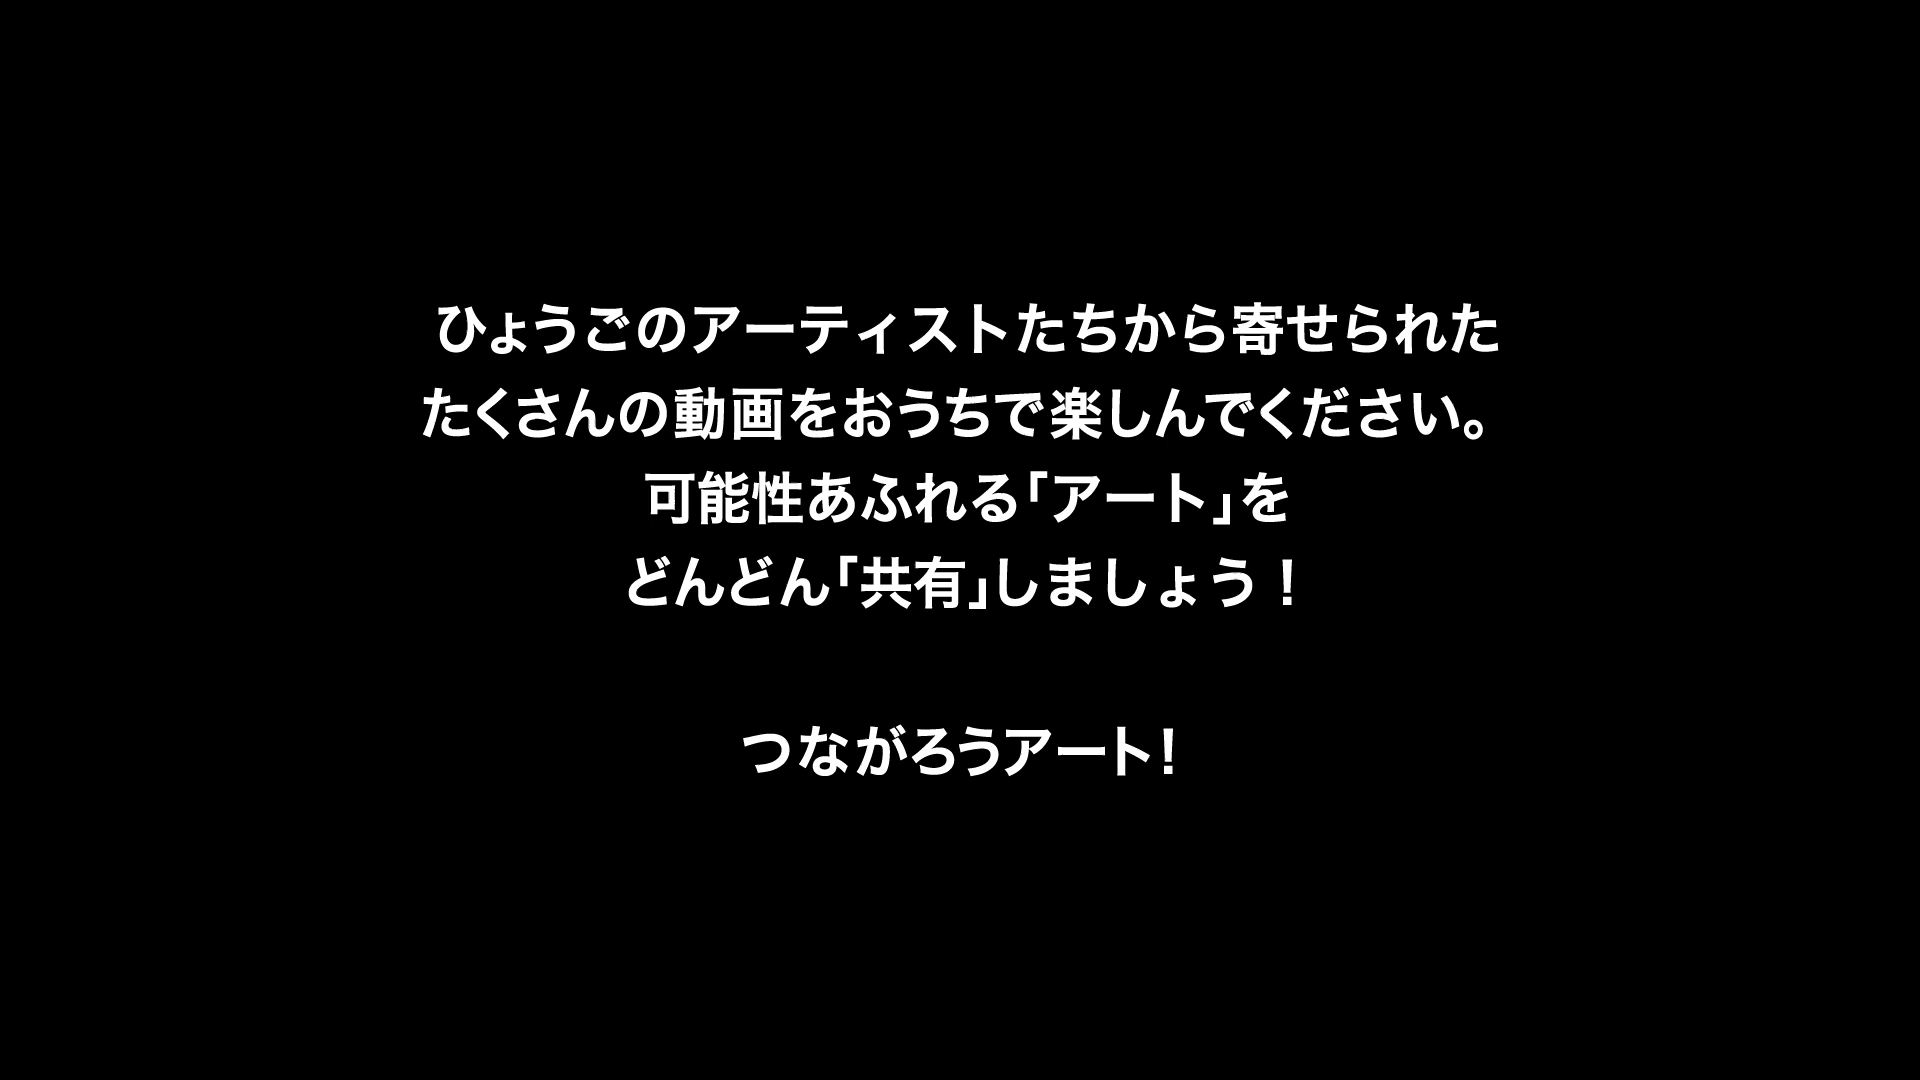 ひょうごのアーティストたちから寄せられた
たくさんの動画をおうちで楽しんでください。
可能性あふれる「アート」を
どんどん「共有」しましょう！
つながろうアート！